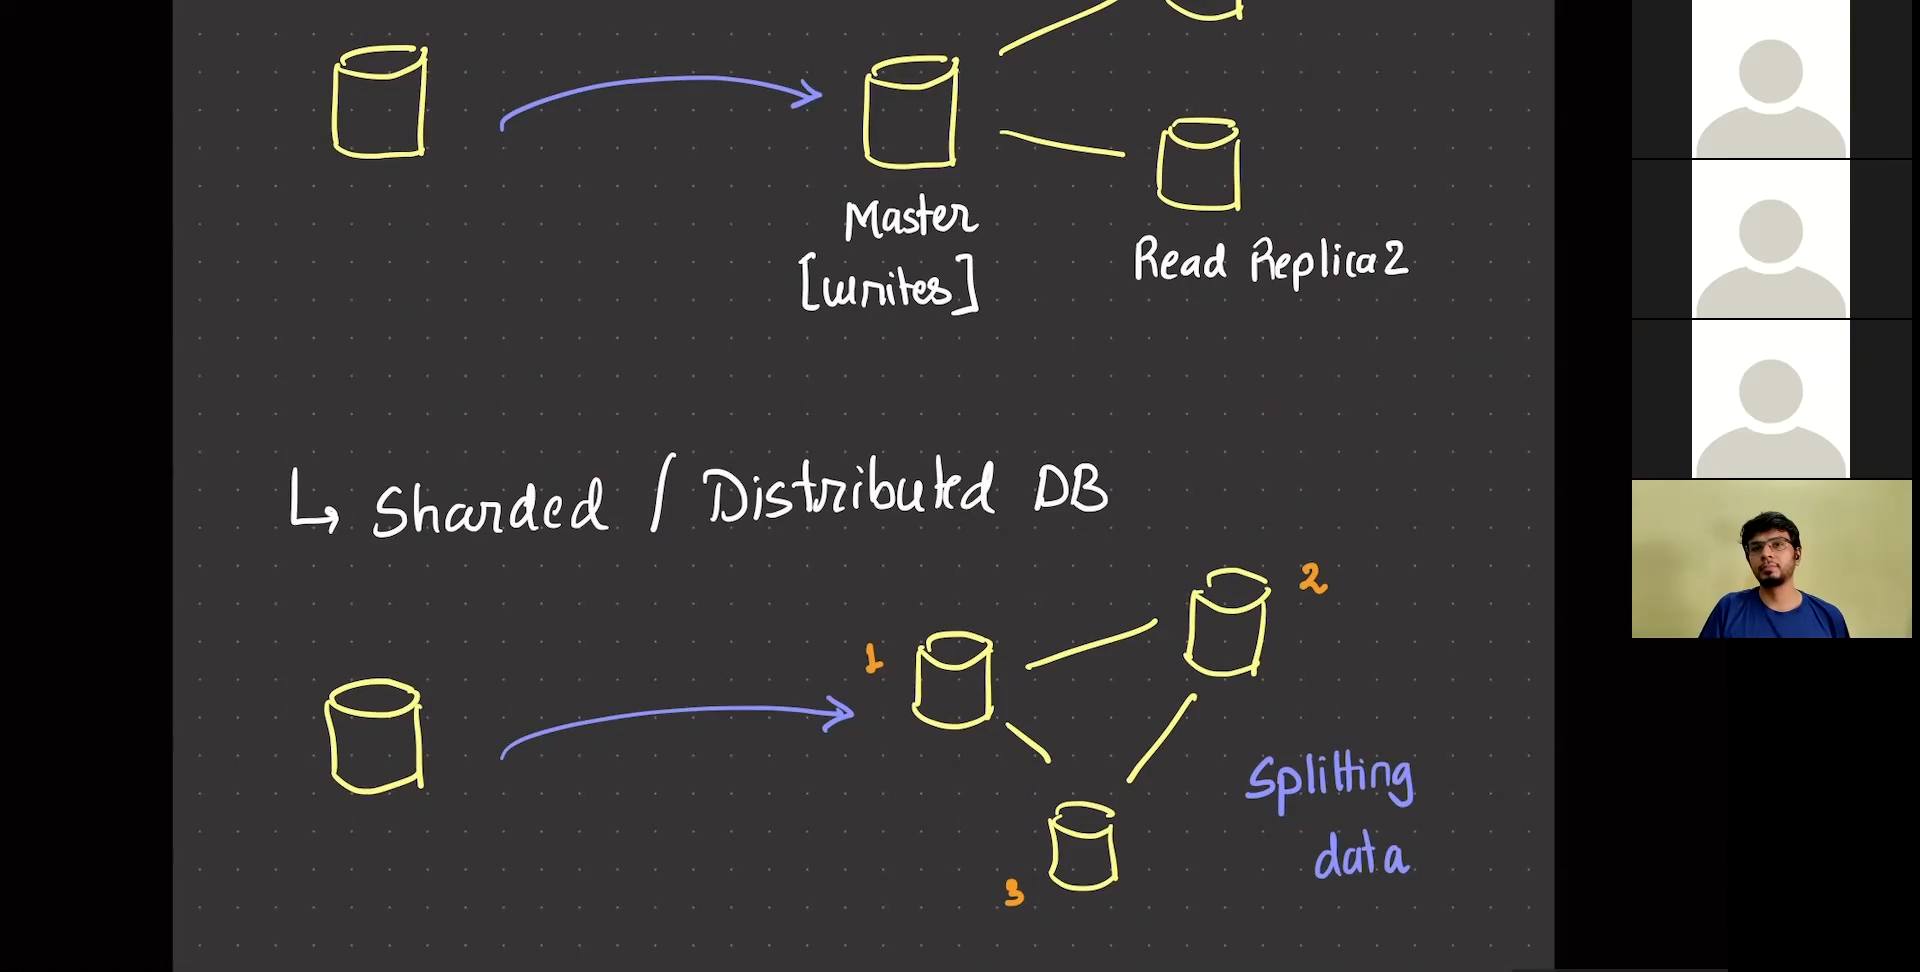 Master
[writes]
Read Replica 2
↳ Sharded / Distributed DB
1
2
3
Splitting
data